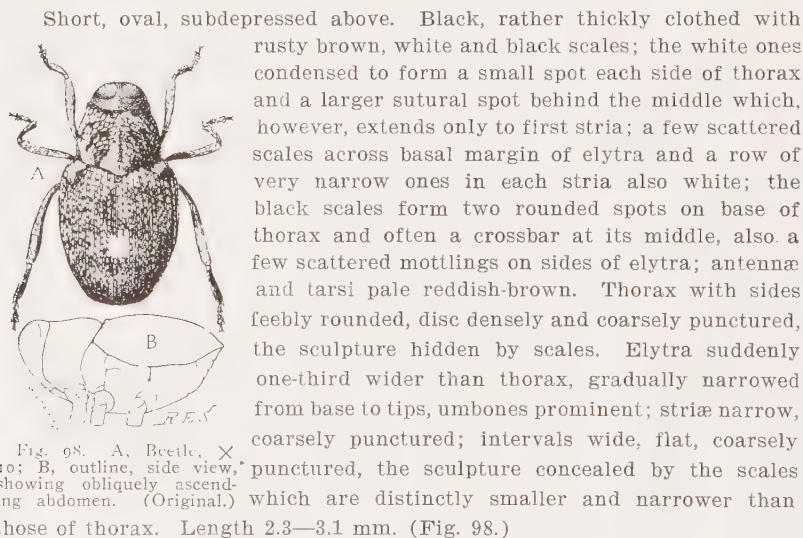 Short, oval, subdepressed above. Black, rather thickly clothed with
rusty brown, white and black scales; the white ones
condensed to form a small spot each side of thorax
and a larger sutural spot behind the middle which,
however, extends only to first stria; a few scattered
scales across basal margin of elytra and a row of
very narrow ones in each stria also white; the
black scales form two rounded spots on base of
thorax and often a crossbar at its middle, also a
few scattered mottlings on sides of elytra; antennæ
and tarsi pale reddish-brown. Thorax with sides
feebly rounded, disc densely and coarsely punctured,
the sculpture hidden by scales. Elytra suddenly
one-third wider than thorax, gradually narrowed
from base to tips, umbones prominent; striæ narrow,
coarsely punctured; intervals wide, flat, coarsely
punctured, the sculpture concealed by the scales
which are distinctly smaller and narrower than
hose of thorax. Length 2.3—3.1 mm. (Fig. 98.)
A
B
R.E.S
Fig. 98. A, Beetle, ×
10; B, outline, side view,
showing obliquely ascend-
ng abdomen. (Original.)